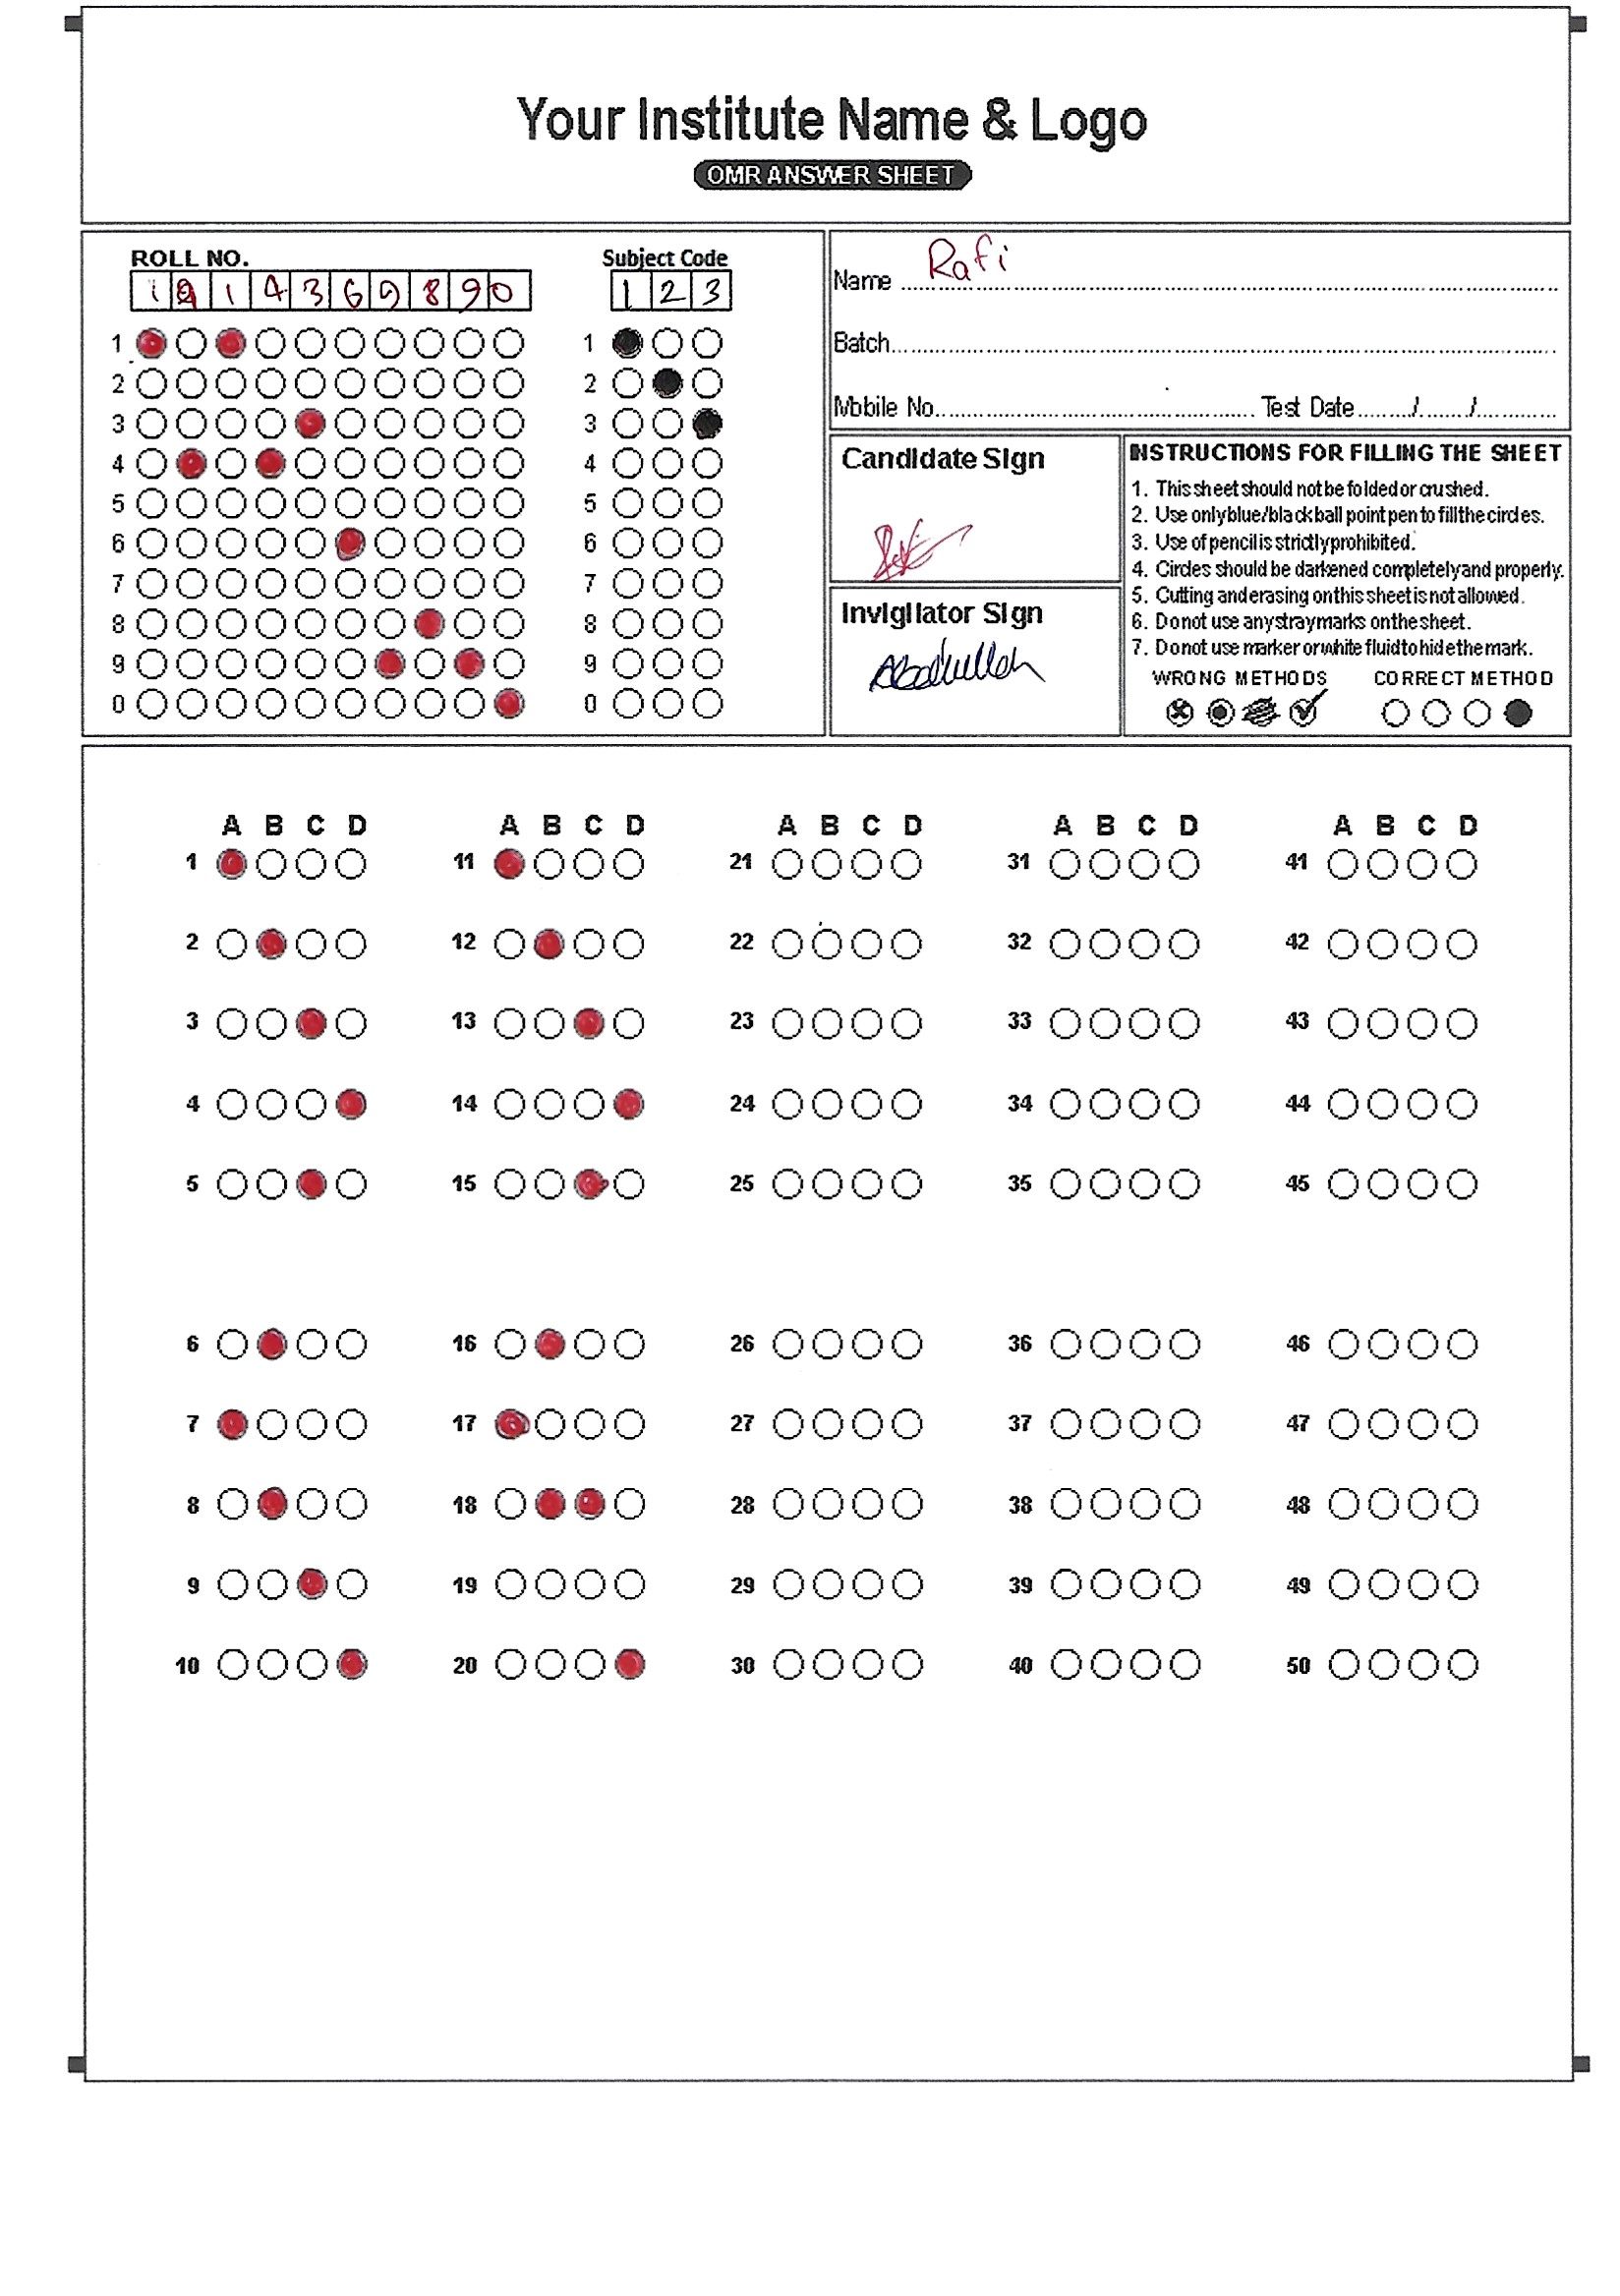 Your Institute Name & Logo
OMR ANSWER SHEET
ROLL NO.
1 4 1 4 3 6 9 8 9 0
1
2
3
4
5
6
7
8
9
0
Subject Code
1 2 3
1
2
3
4
5
6
7
8
9
0
Name Rafi
Batch
Mobile No. Test Date / /
Candidate Sign
Invigilator Sign
Abdullah
INSTRUCTIONS FOR FILLING THE SHEET
1. This sheet should not be folded or crushed.
2. Use only blue/black ball point pen to fill the circles.
3. Use of pencil is strictly prohibited.
4. Circles should be darkened completely and properly.
5. Cutting and erasing on this sheet is not allowed.
6. Do not use any stray marks on the sheet.
7. Do not use marker or white fluid to hide the mark.
WRONG METHODS CORRECT METHOD
A B C D A B C D A B C D A B C D A B C D
1 11 21 31 41
2 12 22 32 42
3 13 23 33 43
4 14 24 34 44
5 15 25 35 45
6 16 26 36 46
7 17 27 37 47
8 18 28 38 48
9 19 29 39 49
10 20 30 40 50